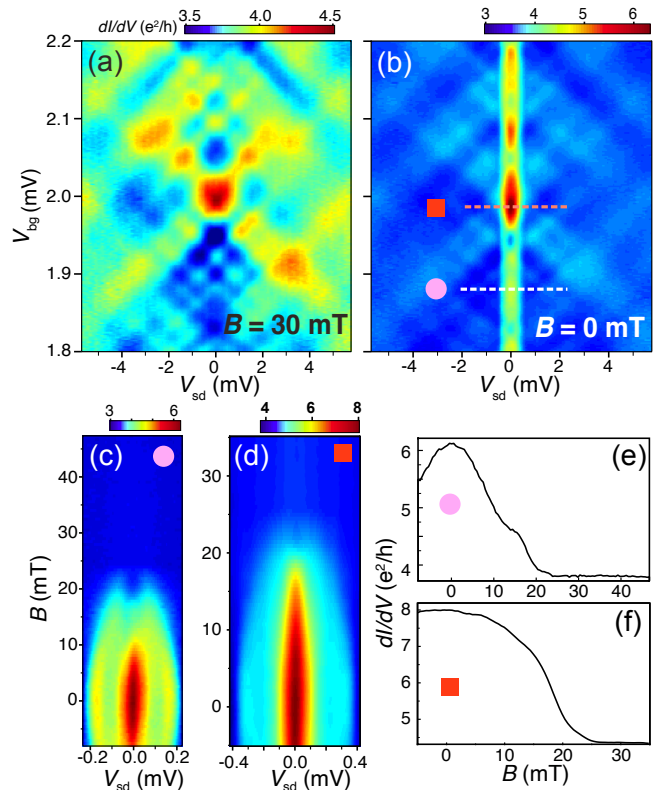 dI/dV (e²/h)
3.5 4.0 4.5
3 4 5 6
(a)
(b)
2.2
2.1
2.0
1.9
1.8
V_bg (mV)
B = 30 mT
B = 0 mT
-4 -2 0 2 4
-4 -2 0 2 4
V_sd (mV)
V_sd (mV)
3 6
4 6 8
(c)
(d)
40
30
20
10
0
B (mT)
30
20
10
0
-0.2 0.0 0.2
-0.4 0.0 0.4
V_sd (mV)
V_sd (mV)
(e)
6
5
4
0 10 20 30 40
dI/dV (e²/h)
(f)
8
7
6
5
0 10 20 30
B (mT)